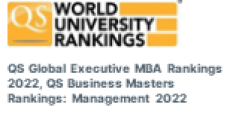 QS WORLD
UNIVERSITY
RANKINGS
QS Global Executive MBA Rankings
2022, QS Business Masters
Rankings: Management 2022